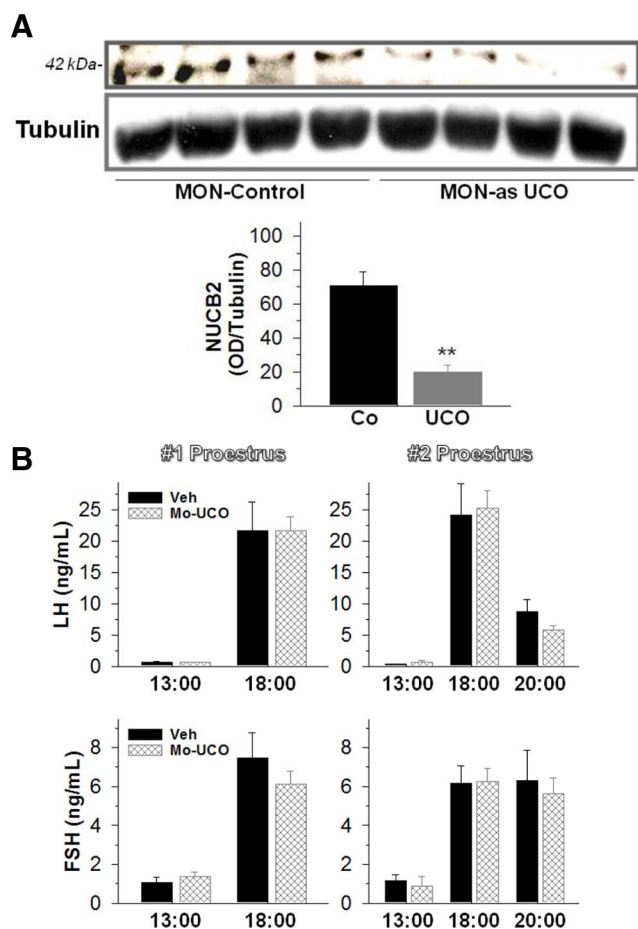 A
42 kDa-
Tubulin
MON-Control MON-as UCO
NUCB2
(OD/Tubulin)
100
80
60
40
20
0
**
Co UCO
B
#1 Proestrus #2 Proestrus
LH (ng/mL)
25
20
15
10
5
0
Veh
Mo-UCO
13:00 18:00
25
20
15
10
5
0
13:00 18:00 20:00
FSH (ng/mL)
8
6
4
2
0
Veh
Mo-UCO
13:00 18:00
8
6
4
2
0
13:00 18:00 20:00